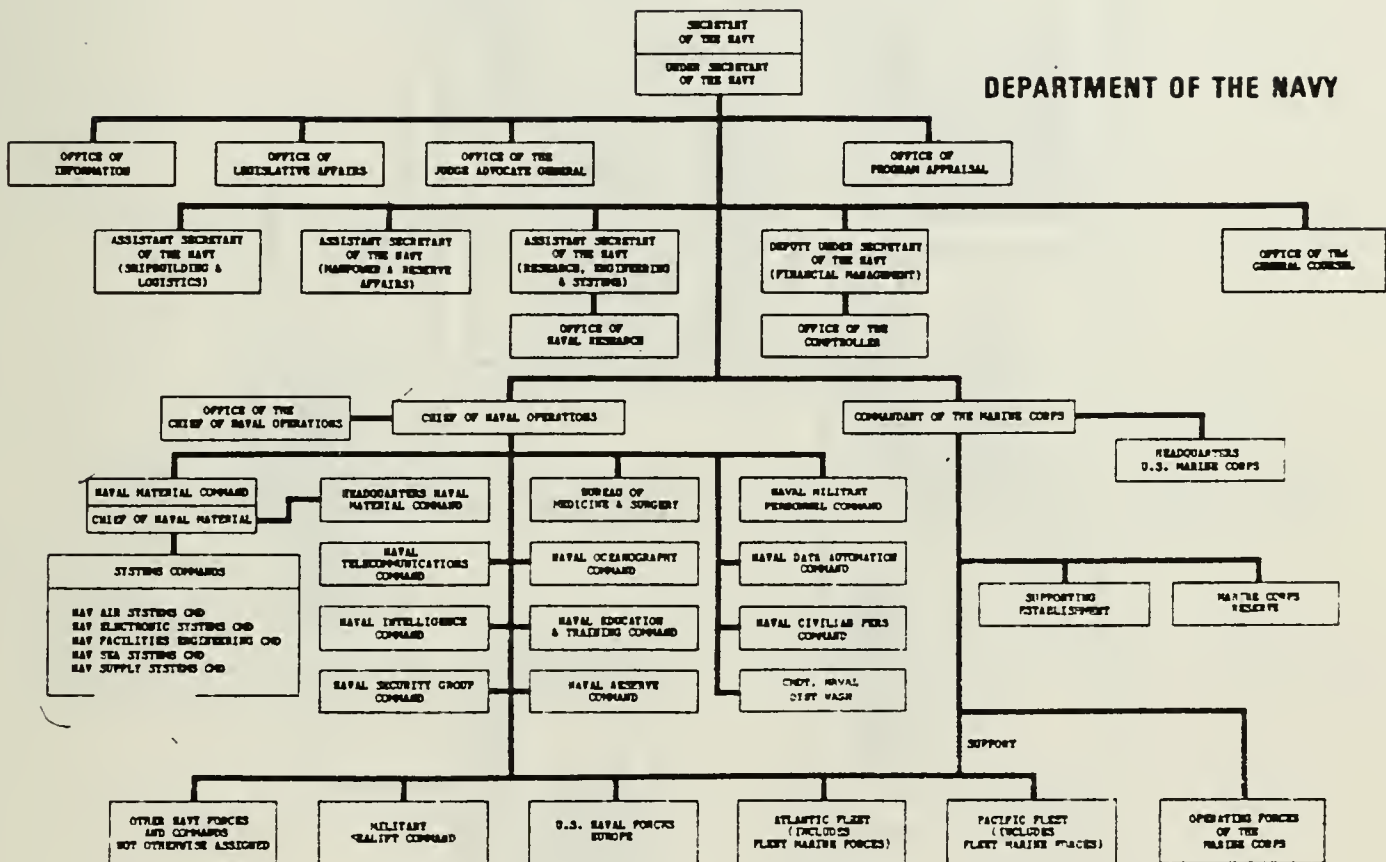 SECRETARY
OF THE NAVY
UNDER SECRETARY
OF THE NAVY
DEPARTMENT OF THE NAVY
OFFICE OF
INFORMATION
OFFICE OF
LEGISLATIVE AFFAIRS
OFFICE OF THE
JUDGE ADVOCATE GENERAL
OFFICE OF
PROGRAM APPRAISAL
ASSISTANT SECRETARY
OF THE NAVY
(SHIPBUILDING &
LOGISTICS)
ASSISTANT SECRETARY
OF THE NAVY
(MANPOWER & RESERVE
AFFAIRS)
ASSISTANT SECRETARY
OF THE NAVY
(RESEARCH, ENGINEERING
& SYSTEMS)
DEPUTY UNDER SECRETARY
OF THE NAVY
(FINANCIAL MANAGEMENT)
OFFICE OF THE
GENERAL COUNSEL
OFFICE OF
NAVAL RESEARCH
OFFICE OF THE
COMPTROLLER
OFFICE OF THE
CHIEF OF NAVAL OPERATIONS
CHIEF OF NAVAL OPERATIONS
COMMANDANT OF THE MARINE CORPS
HEADQUARTERS
U.S. MARINE CORPS
NAVAL MATERIAL COMMAND
CHIEF OF NAVAL MATERIAL
HEADQUARTERS NAVAL
MATERIAL COMMAND
BUREAU OF
MEDICINE & SURGERY
NAVAL MILITARY
PERSONNEL COMMAND
SYSTEMS COMMANDS
NAV AIR SYSTEMS CMD
NAV ELECTRONIC SYSTEMS CMD
NAV FACILITIES ENGINEERING CMD
NAV SEA SYSTEMS CMD
NAV SUPPLY SYSTEMS CMD
NAVAL
TELECOMMUNICATIONS
COMMAND
NAVAL OCEANOGRAPHY
COMMAND
NAVAL DATA AUTOMATION
COMMAND
SUPPORTING
ESTABLISHMENT
MARINE CORPS
RESERVE
NAVAL INTELLIGENCE
COMMAND
NAVAL EDUCATION
& TRAINING COMMAND
NAVAL CIVILIAN PERS
COMMAND
NAVAL SECURITY GROUP
COMMAND
NAVAL RESERVE
COMMAND
CMDT. NAVAL
DIST WASH
SUPPORT
OTHER NAVY FORCES
AND COMMANDS
NOT OTHERWISE ASSIGNED
MILITARY
SEALIFT COMMAND
U.S. NAVAL FORCES
EUROPE
ATLANTIC FLEET
(INCLUDES
FLEET MARINE FORCES)
PACIFIC FLEET
(INCLUDES
FLEET MARINE FORCES)
OPERATING FORCES
OF THE
MARINE CORPS